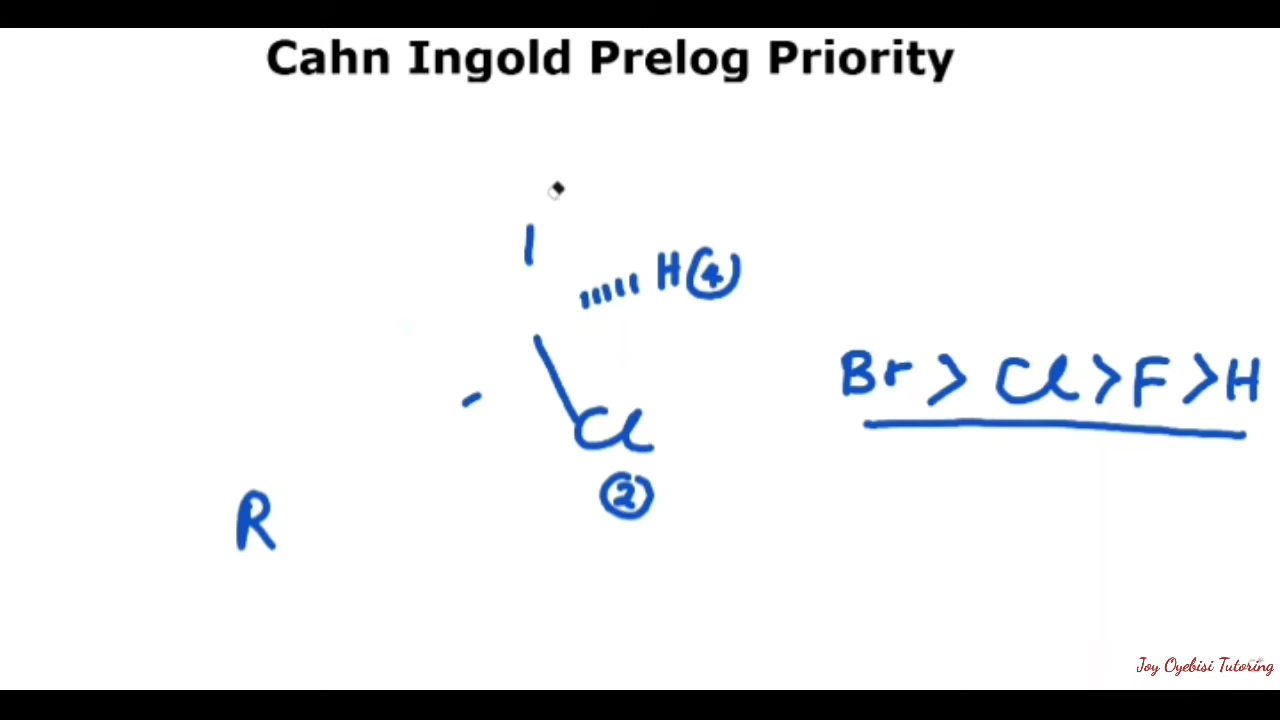 Cahn Ingold Prelog Priority
H ④
Br > Cl > F > H
Cl
②
R
Joy Oyebisi Tutoring